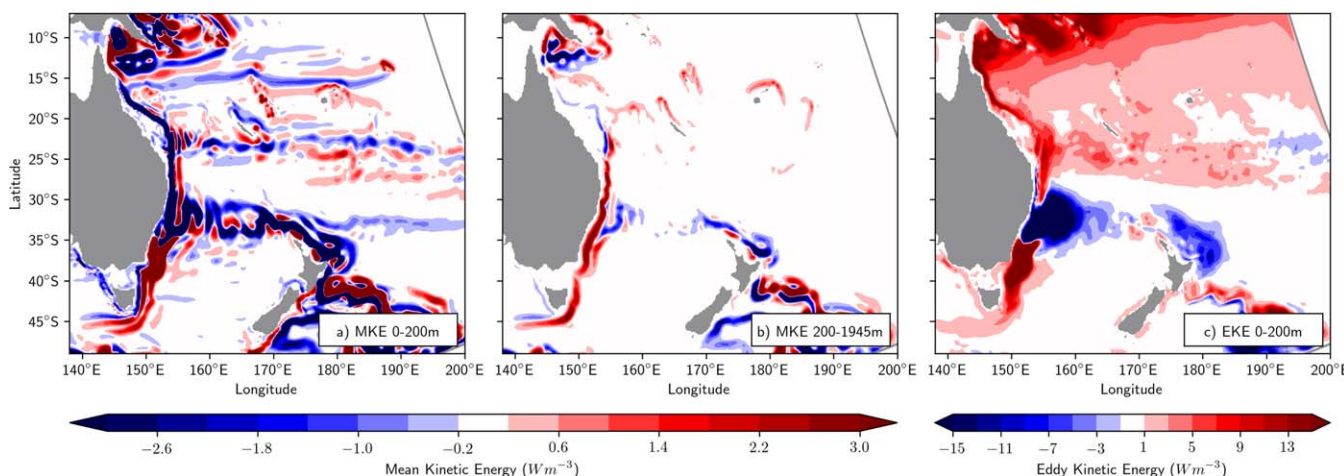 10°S
15°S
20°S
25°S
30°S
35°S
40°S
45°S
Latitude
a) MKE 0-200m
b) MKE 200-1945m
c) EKE 0-200m
140°E 150°E 160°E 170°E 180°E 190°E 200°E
140°E 150°E 160°E 170°E 180°E 190°E 200°E
140°E 150°E 160°E 170°E 180°E 190°E 200°E
Longitude
Longitude
Longitude
−2.6 −1.8 −1.0 −0.2 0.6 1.4 2.2 3.0
Mean Kinetic Energy (Wm⁻³)
−15 −11 −7 −3 1 5 9 13
Eddy Kinetic Energy (Wm⁻³)